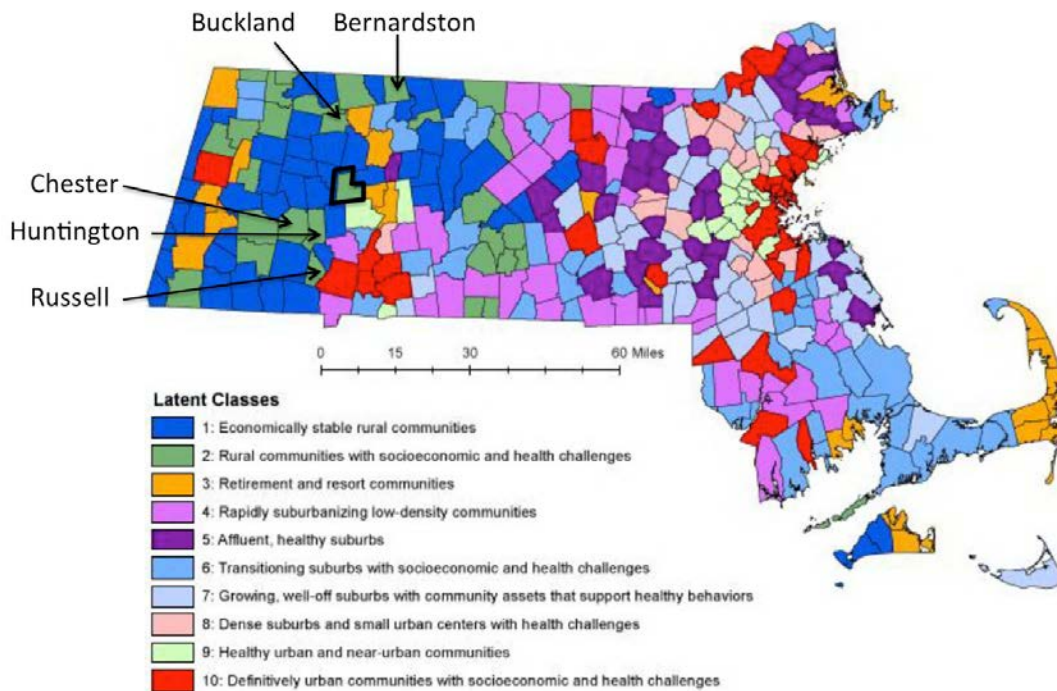 Buckland
Bernardston
Chester
Huntington
Russell
0 15 30 60 Miles
Latent Classes
1: Economically stable rural communities
2: Rural communities with socioeconomic and health challenges
3: Retirement and resort communities
4: Rapidly suburbanizing low-density communities
5: Affluent, healthy suburbs
6: Transitioning suburbs with socioeconomic and health challenges
7: Growing, well-off suburbs with community assets that support healthy behaviors
8: Dense suburbs and small urban centers with health challenges
9: Healthy urban and near-urban communities
10: Definitively urban communities with socioeconomic and health challenges